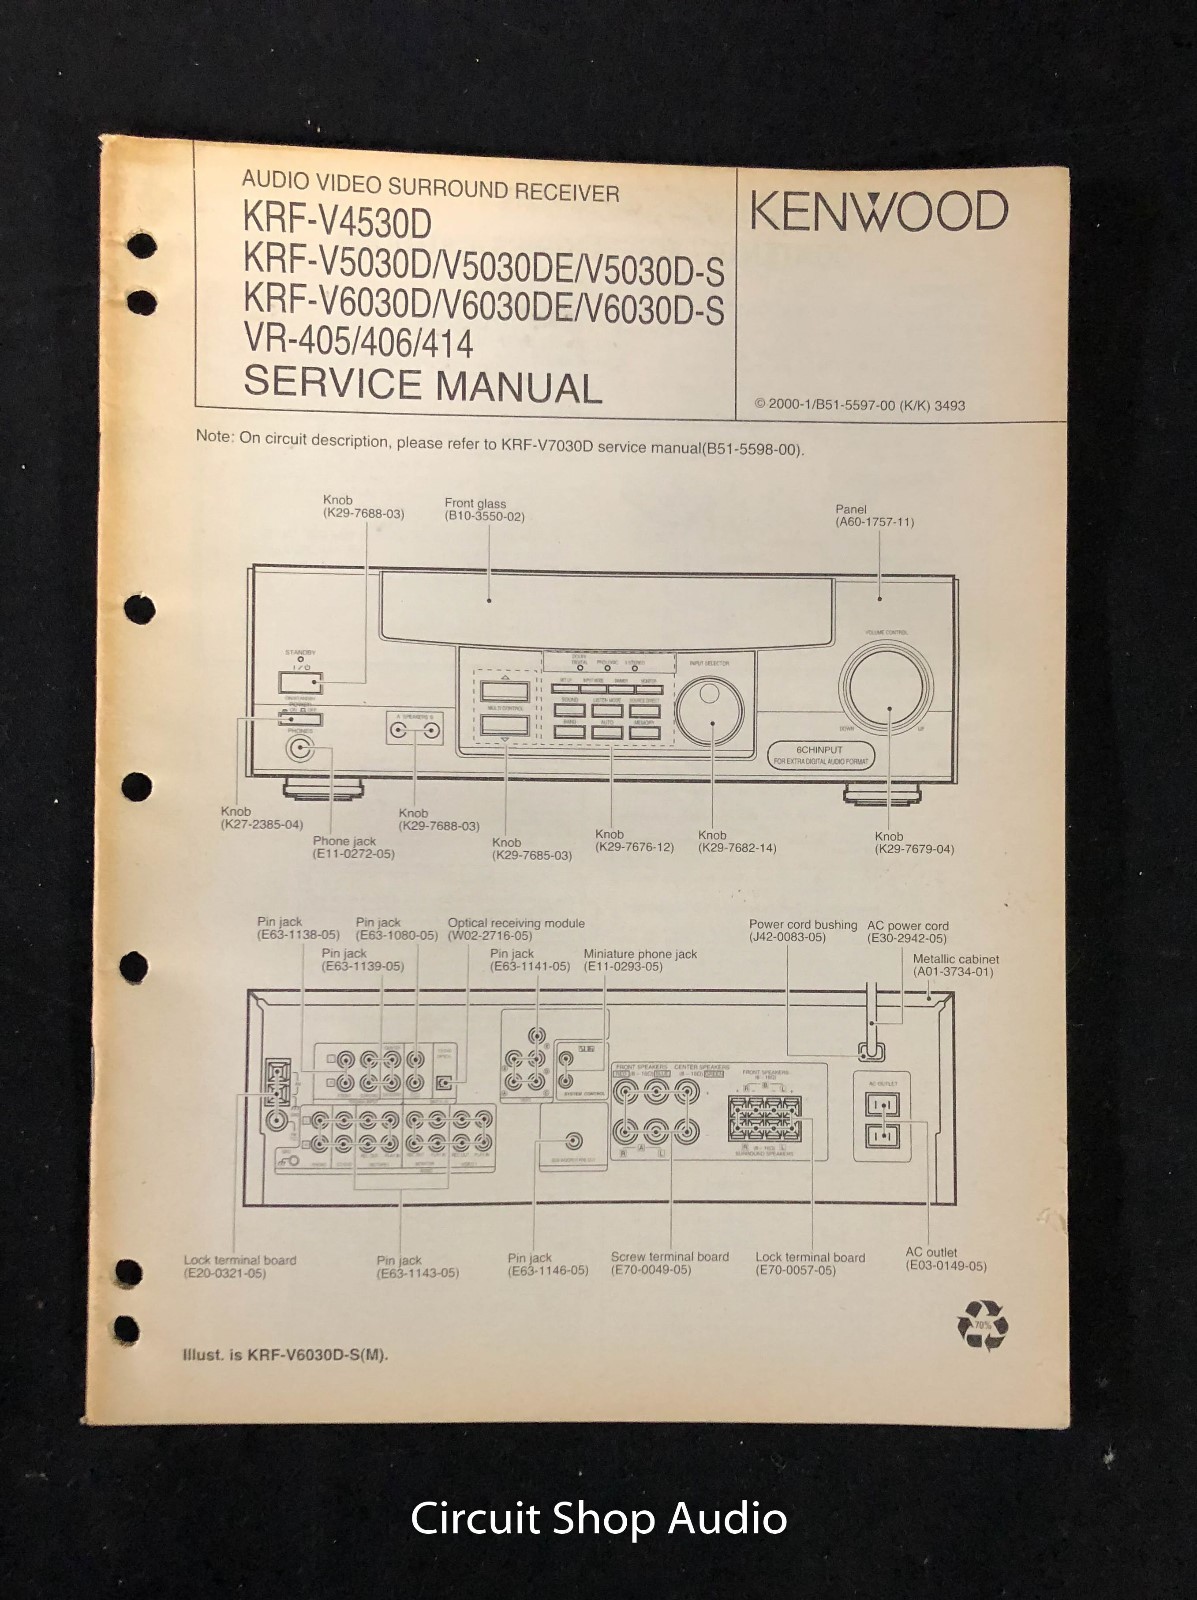 AUDIO VIDEO SURROUND RECEIVER
KRF-V4530D
KRF-V5030D/V5030DE/V5030D-S
KRF-V6030D/V6030DE/V6030D-S
VR-405/406/414
SERVICE MANUAL
KENWOOD
© 2000-1/B51-5597-00 (K/K) 3493
Note: On circuit description, please refer to KRF-V7030D service manual(B51-5598-00).
Knob
(K29-7688-03)
Front glass
(B10-3550-02)
Panel
(A60-1757-11)
STANDBY
PHONES
SPEAKERS
MULTI CONTROL
INPUT SELECTOR
VOLUME CONTROL
DOWN
UP
6CHINPUT
FOR EXTRA DIGITAL AUDIO FORMAT
Knob
(K27-2385-04)
Phone jack
(E11-0272-05)
Knob
(K29-7688-03)
Knob
(K29-7685-03)
Knob
(K29-7676-12)
Knob
(K29-7682-14)
Knob
(K29-7679-04)
Pin jack
(E63-1138-05)
Pin jack
(E63-1080-05)
Optical receiving module
(W02-2716-05)
Pin jack
(E63-1139-05)
Pin jack
(E63-1141-05)
Miniature phone jack
(E11-0293-05)
Power cord bushing
(J42-0083-05)
AC power cord
(E30-2942-05)
Metallic cabinet
(A01-3734-01)
SYSTEM CONTROL
FRONT SPEAKERS
CENTER SPEAKERS
FRONT SPEAKERS
SURROUND SPEAKERS
AC OUTLET
Lock terminal board
(E20-0321-05)
Pin jack
(E63-1143-05)
Pin jack
(E63-1146-05)
Screw terminal board
(E70-0049-05)
Lock terminal board
(E70-0057-05)
AC outlet
(E03-0149-05)
70%
Illust. is KRF-V6030D-S(M).
Circuit Shop Audio